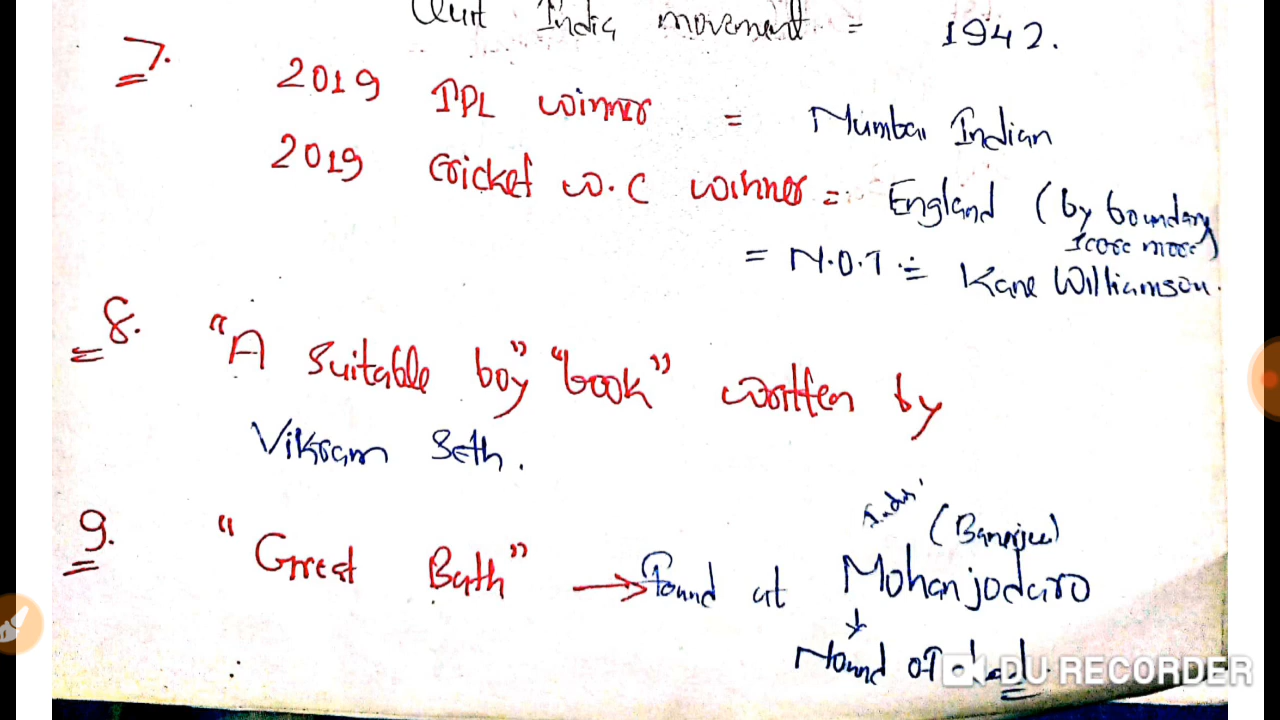 Quit India movement = 1942.
7. 2019 IPL winner = Mumbai Indian
2019 Cricket W.C winner = England (by boundary
score more)
= M.O.T = Kane Williamson.
8. "A Suitable boy" "book" written by
Vikram Seth.
9. "Great Bath" → Found at Mohanjodaro
Indus
(Banerjee)
Mound of dead.
DU RECORDER